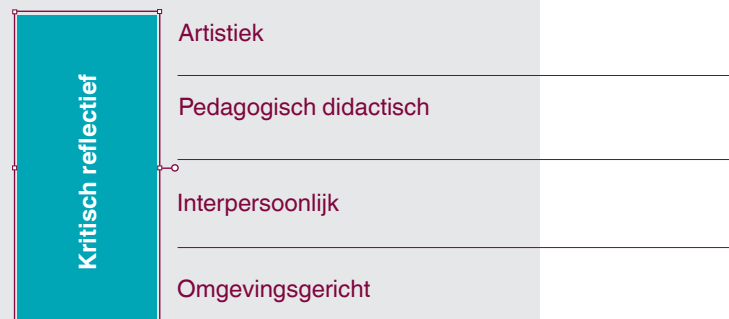 Kritisch reflectief
Artistiek
Pedagogisch didactisch
Interpersoonlijk
Omgevingsgericht